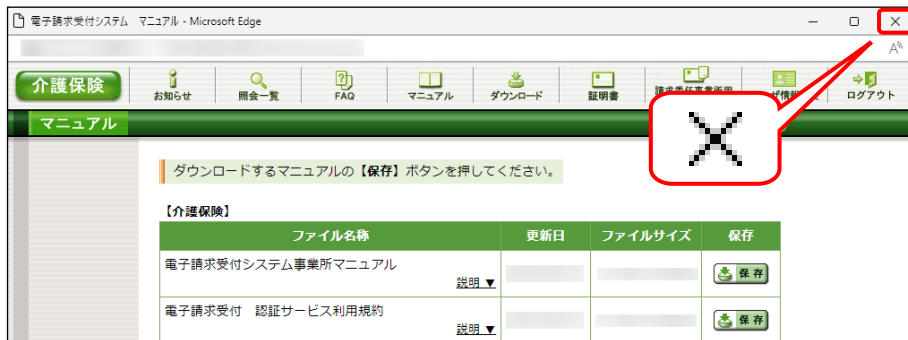 電子請求受付システム　マニュアル - Microsoft Edge
介護保険
お知らせ
照会一覧
FAQ
マニュアル
ダウンロード
証明書
ログアウト
マニュアル
ダウンロードするマニュアルの【保存】ボタンを押してください。
【介護保険】
ファイル名称 更新日 ファイルサイズ 保存
電子請求受付システム事業所マニュアル
説明 ▼ 保存
電子請求受付　認証サービス利用規約
説明 ▼ 保存